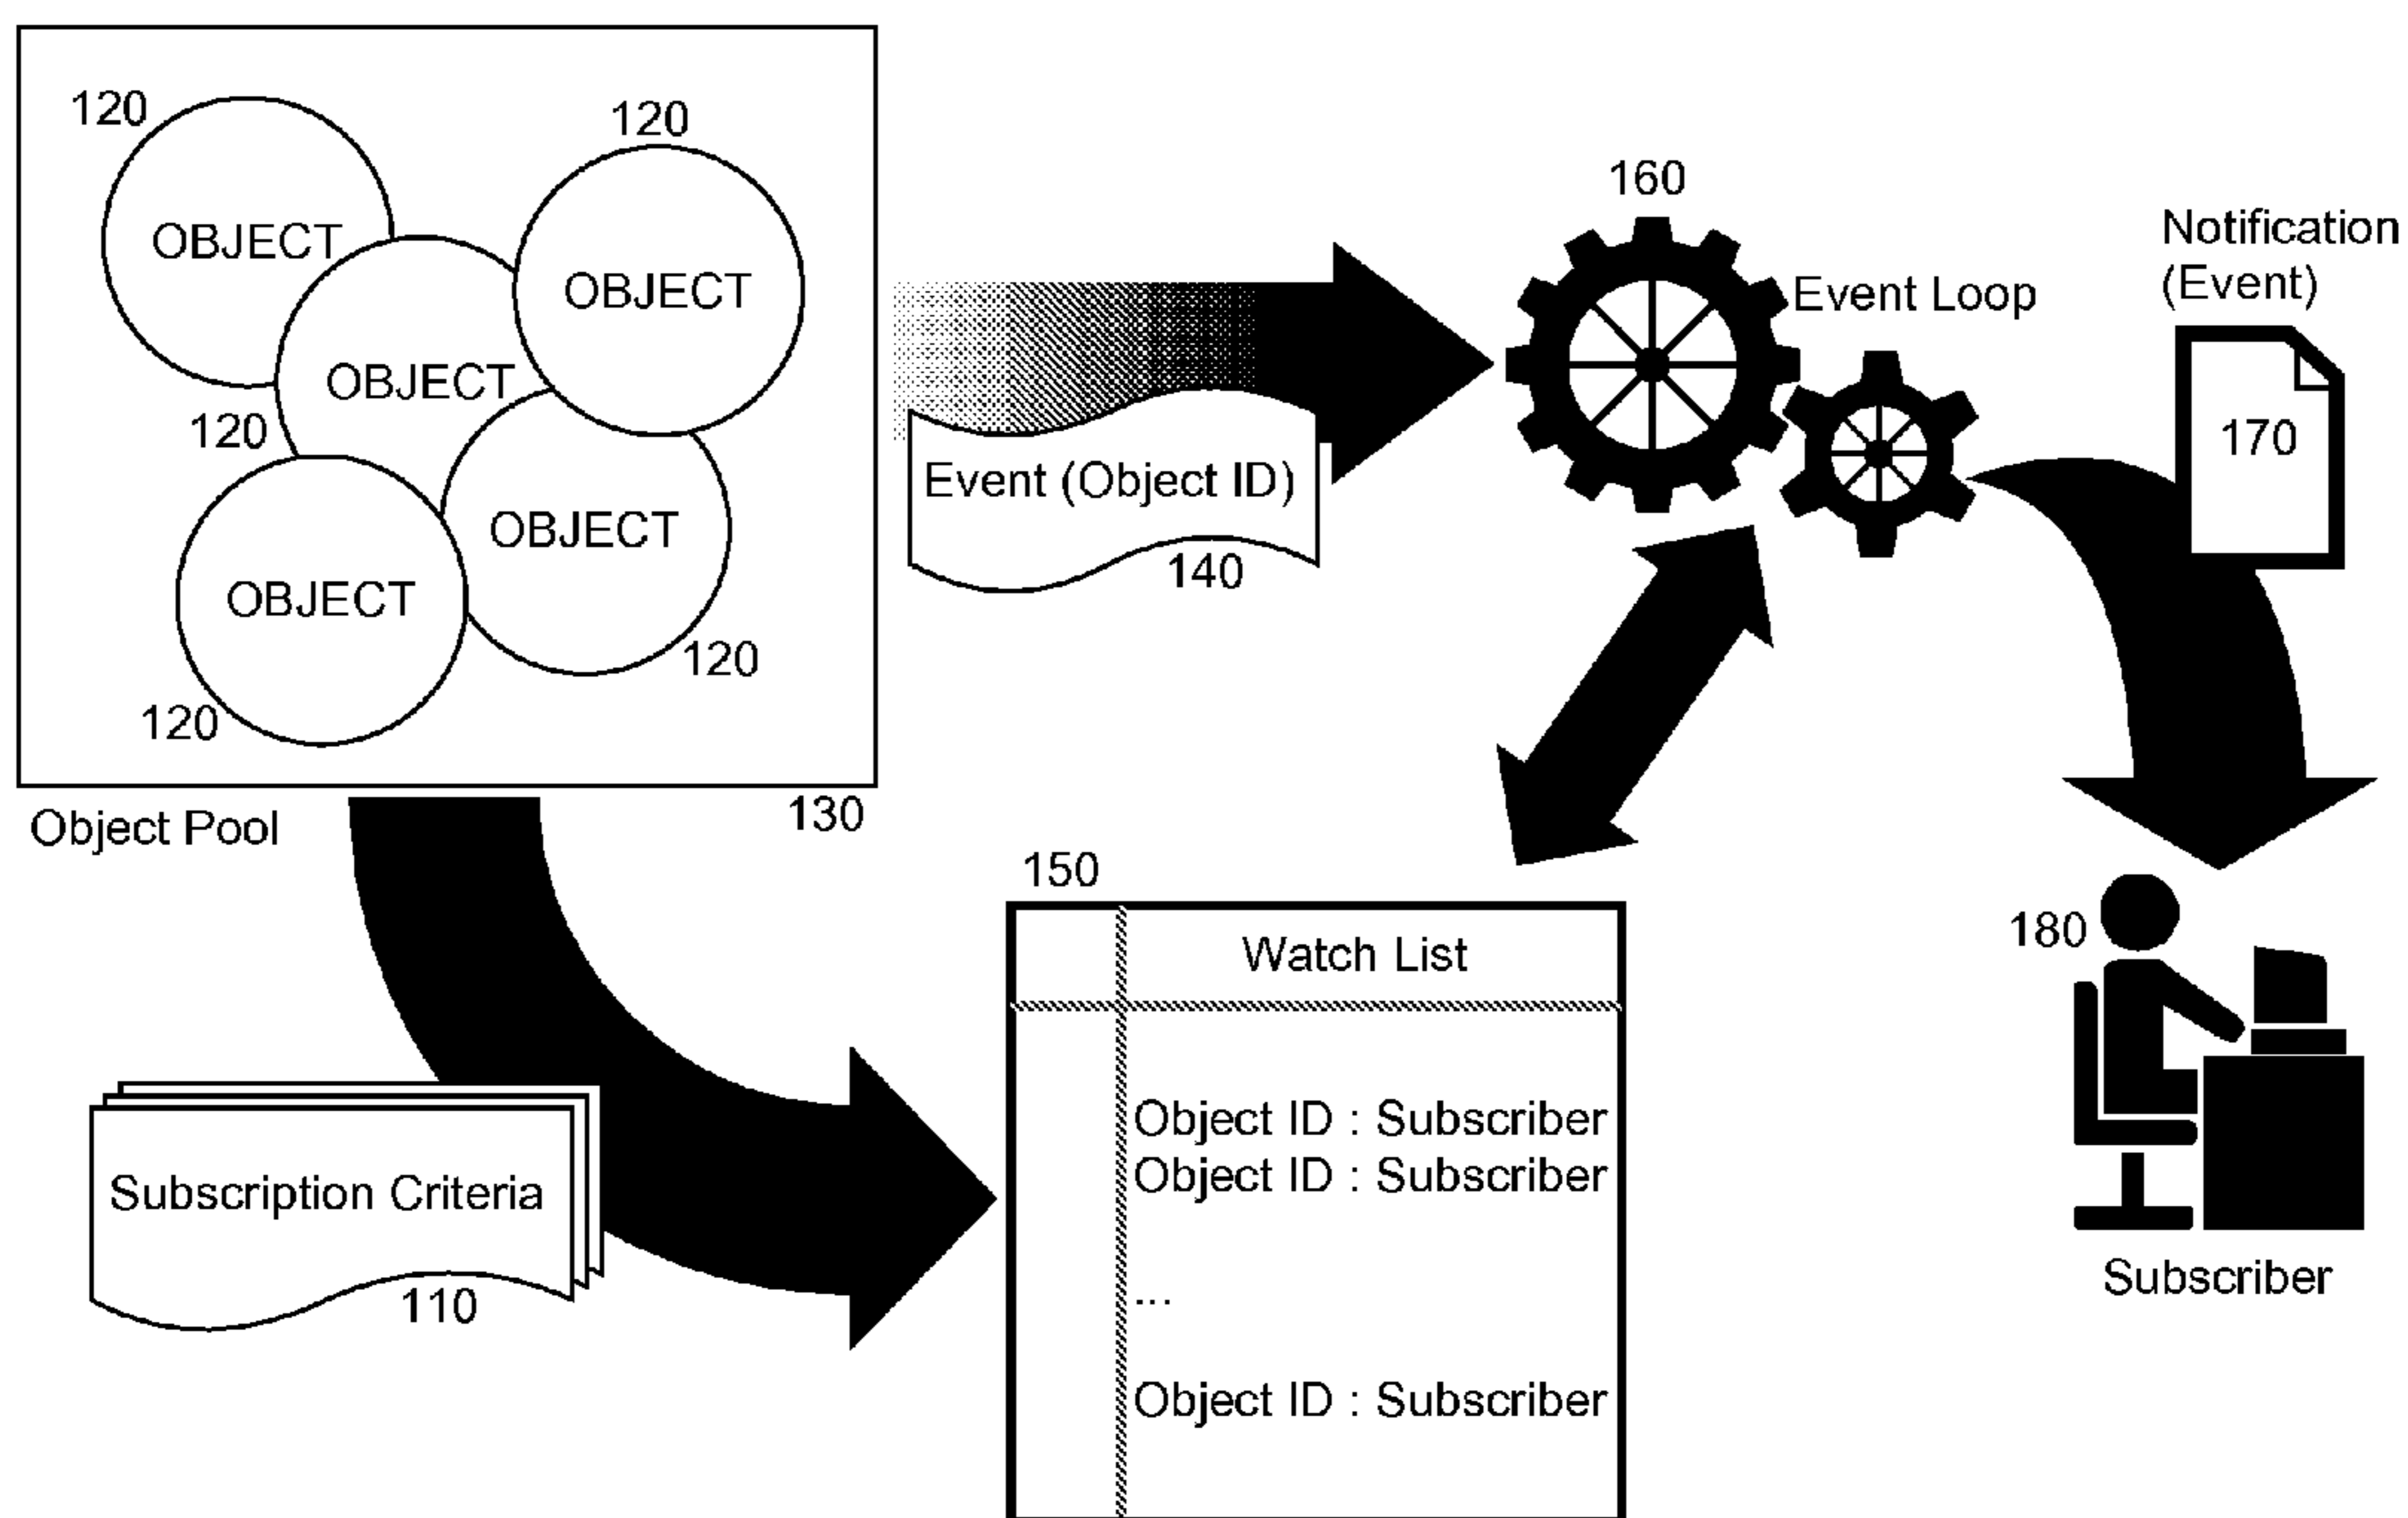 120
120
OBJECT
OBJECT
OBJECT
120
OBJECT
OBJECT
120
120
Object Pool
130
Event (Object ID)
140
160
Event Loop
Notification
(Event)
170
150
Watch List
Object ID : Subscriber
Object ID : Subscriber
...
Object ID : Subscriber
Subscription Criteria
110
180
Subscriber